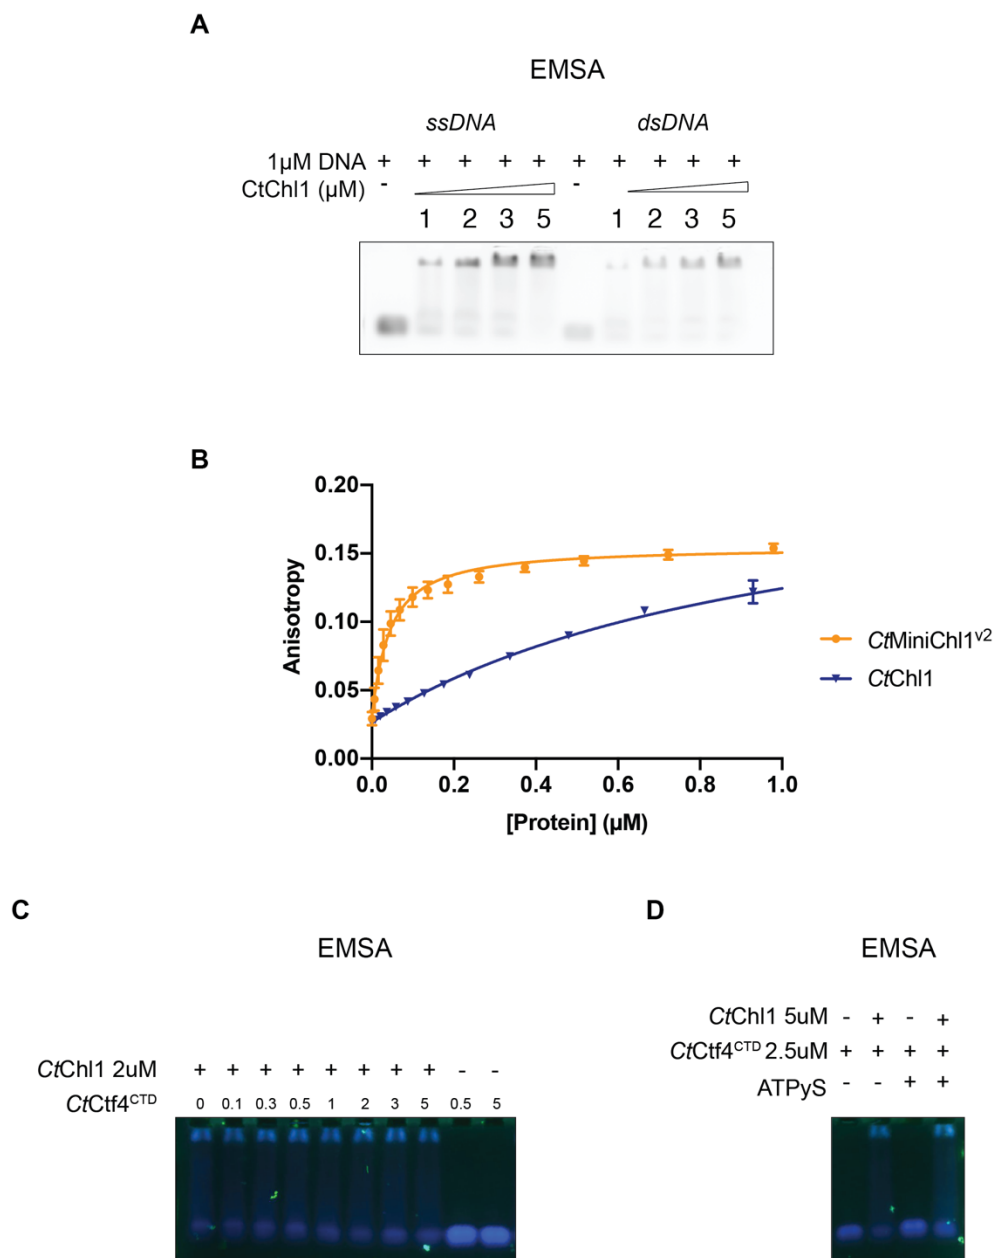 A
EMSA
ssDNA dsDNA
1µM DNA + + + + + + + + + +
CtChl1 (µM) - -
1 2 3 5 1 2 3 5
B
0.20
0.15
0.10
0.05
0.00
Anisotropy
0.0 0.2 0.4 0.6 0.8 1.0
[Protein] (µM)
CtMiniChl1v2
CtChl1
C
EMSA
CtChl1 2uM + + + + + + + + - -
CtCtf4CTD 0 0.1 0.3 0.5 1 2 3 5 0.5 5
D
EMSA
CtChl1 5uM - + - +
CtCtf4CTD 2.5uM + + + +
ATPyS - - + +